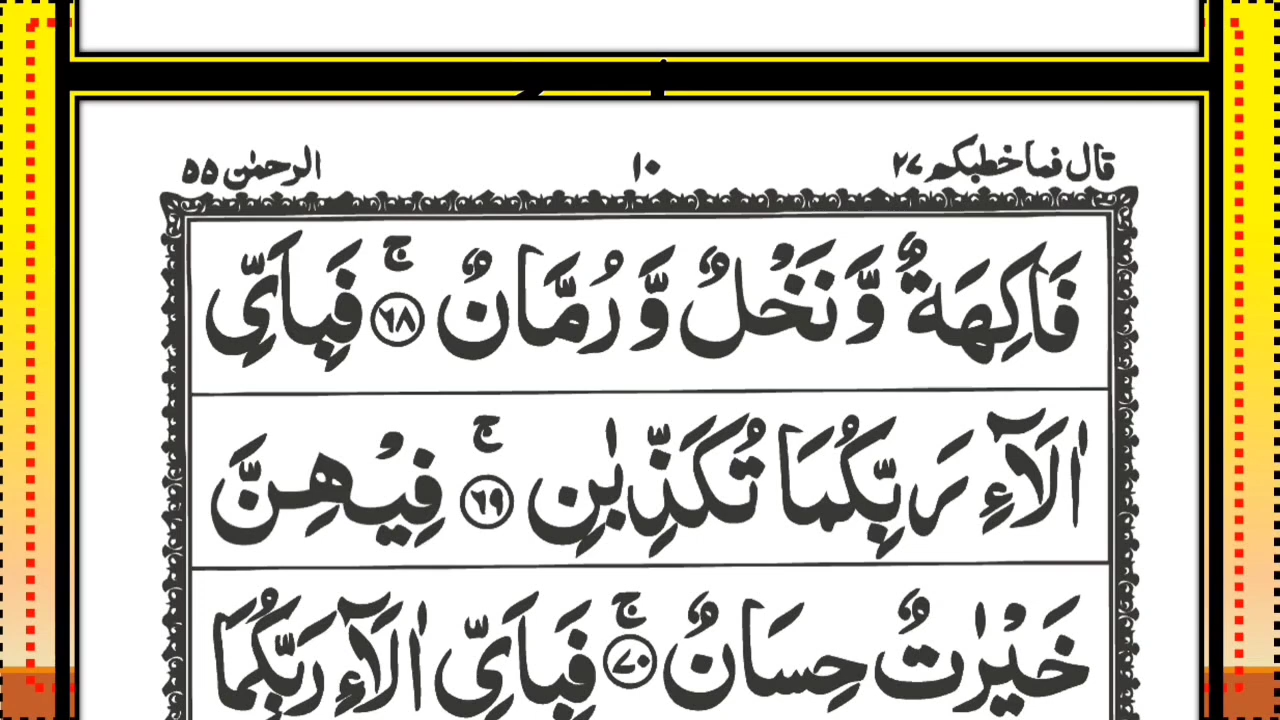 قال فما خطبكم ٢٧ ١٠ الرحمٰن ٥٥
فَاكِهَةٌ وَّ نَخْلٌ وَّ رُمَّانٌ ۚ ﴿٦٨﴾ فَبِاَيِّ
اٰلَآءِ رَبِّكُمَا تُكَذِّبٰنِ ۚ ﴿٦٩﴾ فِيْهِنَّ
خَيْرٰتٌ حِسَانٌ ۚ ﴿٧٠﴾ فَبِاَيِّ اٰلَآءِ رَبِّكُمَا